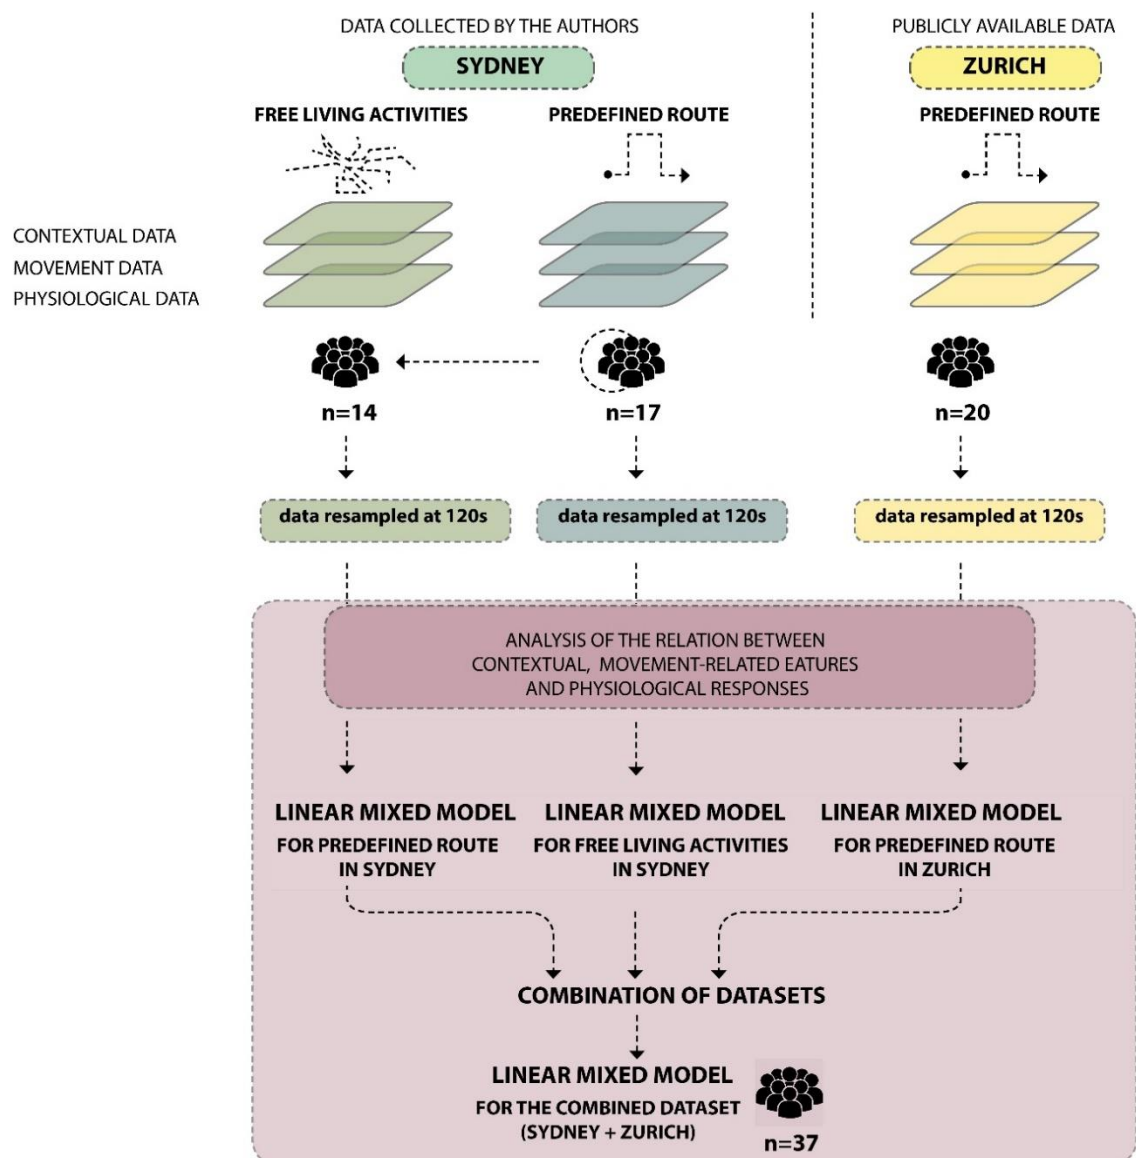 DATA COLLECTED BY THE AUTHORS
PUBLICLY AVAILABLE DATA
SYDNEY
ZURICH
FREE LIVING ACTIVITIES
PREDEFINED ROUTE
PREDEFINED ROUTE
CONTEXTUAL DATA
MOVEMENT DATA
PHYSIOLOGICAL DATA
n=14
n=17
n=20
data resampled at 120s
data resampled at 120s
data resampled at 120s
ANALYSIS OF THE RELATION BETWEEN
CONTEXTUAL, MOVEMENT-RELATED EATURES
AND PHYSIOLOGICAL RESPONSES
LINEAR MIXED MODEL
FOR PREDEFINED ROUTE
IN SYDNEY
LINEAR MIXED MODEL
FOR FREE LIVING ACTIVITIES
IN SYDNEY
LINEAR MIXED MODEL
FOR PREDEFINED ROUTE
IN ZURICH
COMBINATION OF DATASETS
LINEAR MIXED MODEL
FOR THE COMBINED DATASET
(SYDNEY + ZURICH)
n=37